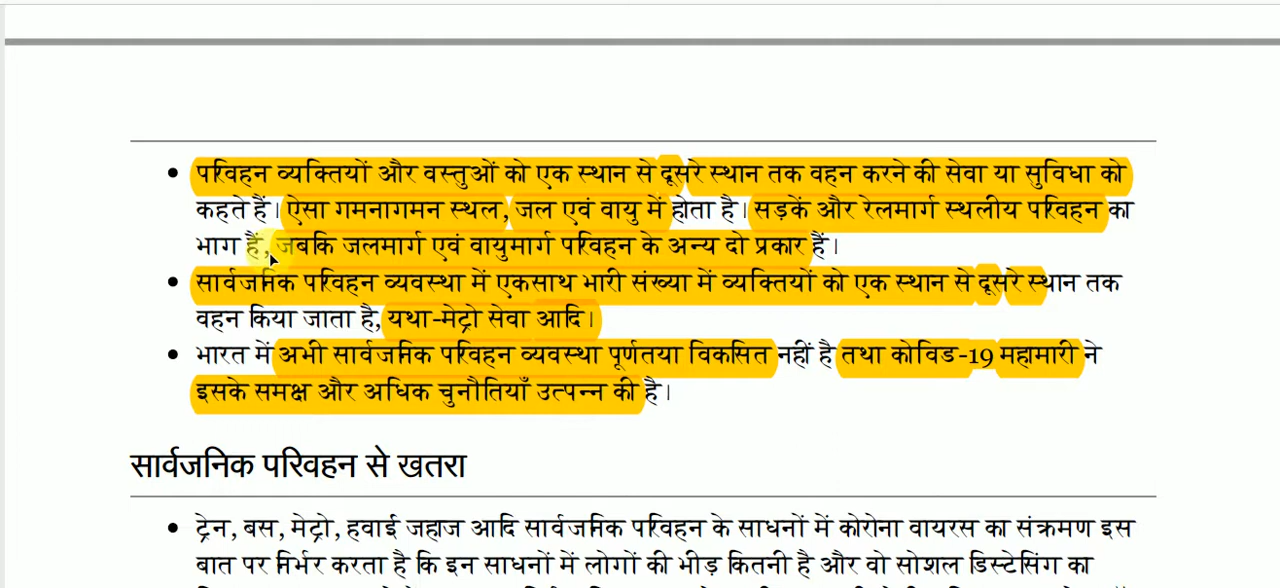 परिवहन व्यक्तियों और वस्तुओं को एक स्थान से दूसरे स्थान तक वहन करने की सेवा या सुविधा को
कहते हैं। ऐसा गमनागमन स्थल, जल एवं वायु में होता है। सड़कें और रेलमार्ग स्थलीय परिवहन का
भाग हैं, जबकि जलमार्ग एवं वायुमार्ग परिवहन के अन्य दो प्रकार हैं।
सार्वजनिक परिवहन व्यवस्था में एकसाथ भारी संख्या में व्यक्तियों को एक स्थान से दूसरे स्थान तक
वहन किया जाता है, यथा-मेट्रो सेवा आदि।
भारत में अभी सार्वजनिक परिवहन व्यवस्था पूर्णतया विकसित नहीं है तथा कोविड-19 महामारी ने
इसके समक्ष और अधिक चुनौतियाँ उत्पन्न की है।
सार्वजनिक परिवहन से खतरा
ट्रेन, बस, मेट्रो, हवाई जहाज आदि सार्वजनिक परिवहन के साधनों में कोरोना वायरस का संक्रमण इस
बात पर निर्भर करता है कि इन साधनों में लोगों की भीड़ कितनी है और वो सोशल डिस्टेसिंग का